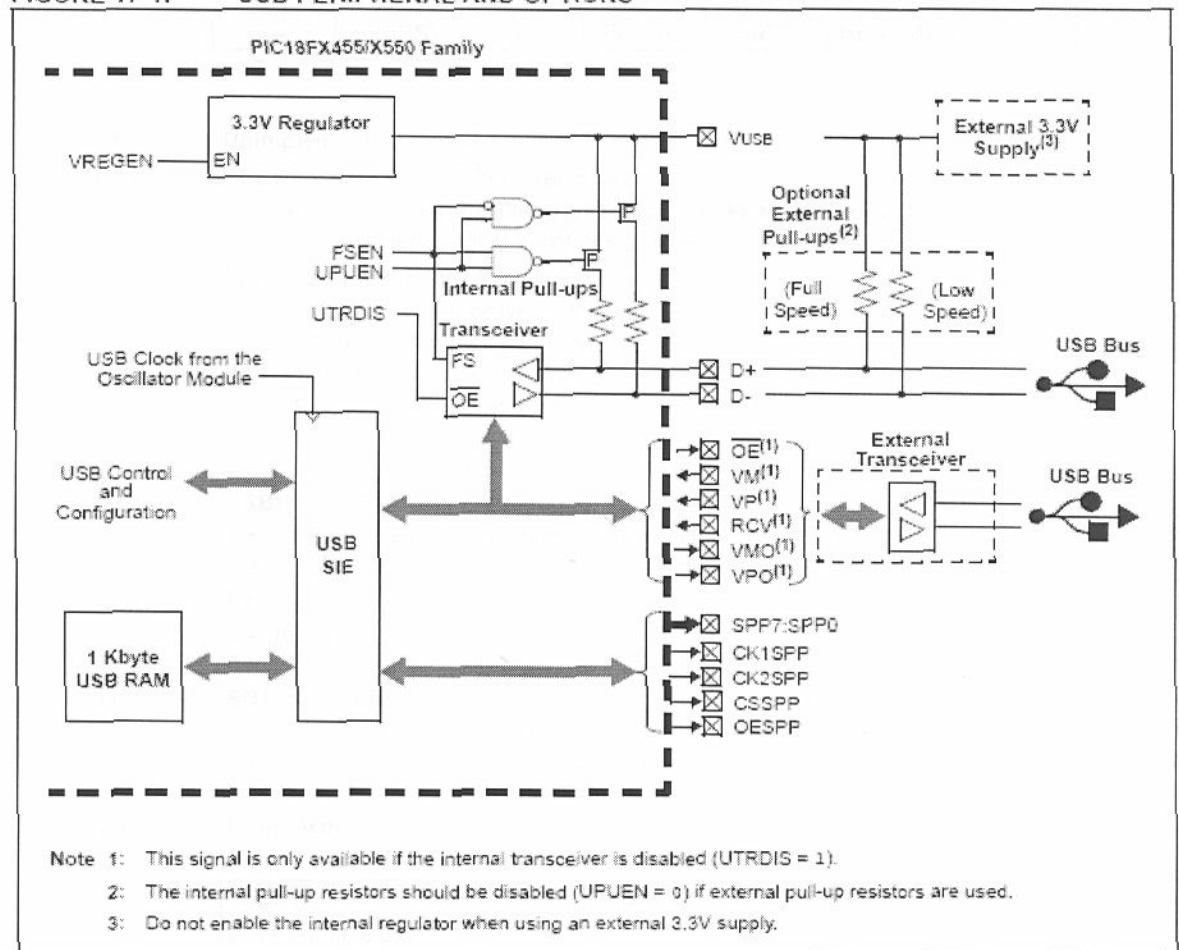 PIC18FX455/X550 Family
3.3V Regulator
EN
VREGEN
VUSB
External 3.3V
Supply(3)
Optional
External
Pull-ups(2)
(Full
Speed)
(Low
Speed)
FSEN
UPUEN
Internal Pull-ups
P
P
UTRDIS
Transceiver
FS
OE
USB Clock from the
Oscillator Module
D+
D-
USB Bus
USB Control
and
Configuration
USB
SIE
OE(1)
VM(1)
VP(1)
RCV(1)
VMO(1)
VPO(1)
External
Transceiver
USB Bus
1 Kbyte
USB RAM
SPP7:SPP0
CK1SPP
CK2SPP
CSSPP
OESPP
Note 1: This signal is only available if the internal transceiver is disabled (UTRDIS = 1).
2: The internal pull-up resistors should be disabled (UPUEN = 0) if external pull-up resistors are used.
3: Do not enable the internal regulator when using an external 3.3V supply.